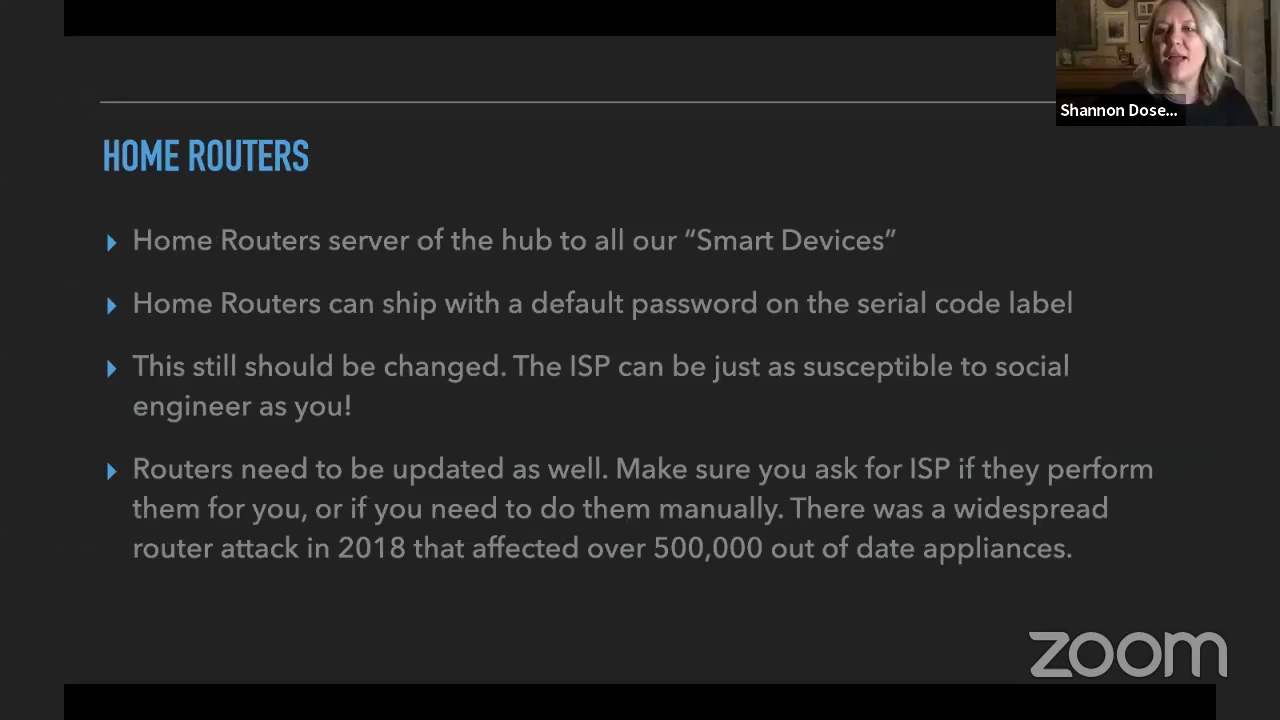 Shannon Dose...
HOME ROUTERS
Home Routers server of the hub to all our “Smart Devices”
Home Routers can ship with a default password on the serial code label
This still should be changed. The ISP can be just as susceptible to social
engineer as you!
Routers need to be updated as well. Make sure you ask for ISP if they perform
them for you, or if you need to do them manually. There was a widespread
router attack in 2018 that affected over 500,000 out of date appliances.
zoom